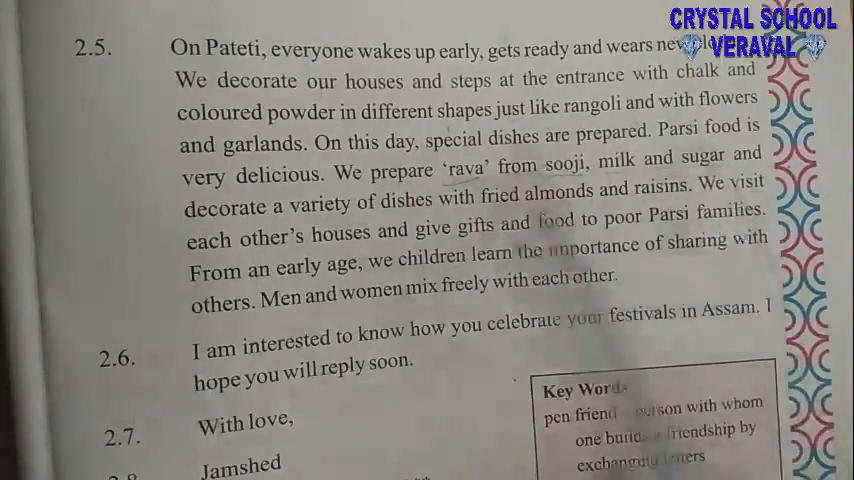 CRYSTAL SCHOOL
VERAVAL
2.5. On Pateti, everyone wakes up early, gets ready and wears
We decorate our houses and steps at the entrance with chalk and
coloured powder in different shapes just like rangoli and with flowers
and garlands. On this day, special dishes are prepared. Parsi food is
very delicious. We prepare ‘rava’ from sooji, milk and sugar and
decorate a variety of dishes with fried almonds and raisins. We visit
each other’s houses and give gifts and food to poor Parsi families.
From an early age, we children learn the importance of sharing with
others. Men and women mix freely with each other.
2.6. I am interested to know how you celebrate your festivals in Assam. I
hope you will reply soon.
2.7. With love,
2.8 Jamshed
Key Words
pen friend person with whom
one builds a friendship by
exchanging letters